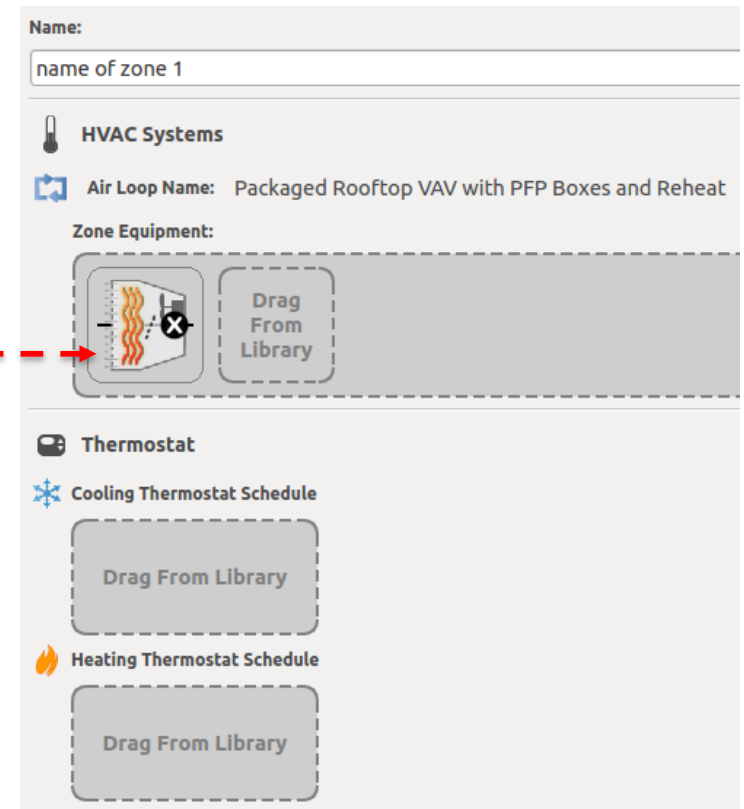 Name:
name of zone 1
HVAC Systems
Air Loop Name: Packaged Rooftop VAV with PFP Boxes and Reheat
Zone Equipment:
Drag
From
Library
Thermostat
Cooling Thermostat Schedule
Drag From Library
Heating Thermostat Schedule
Drag From Library